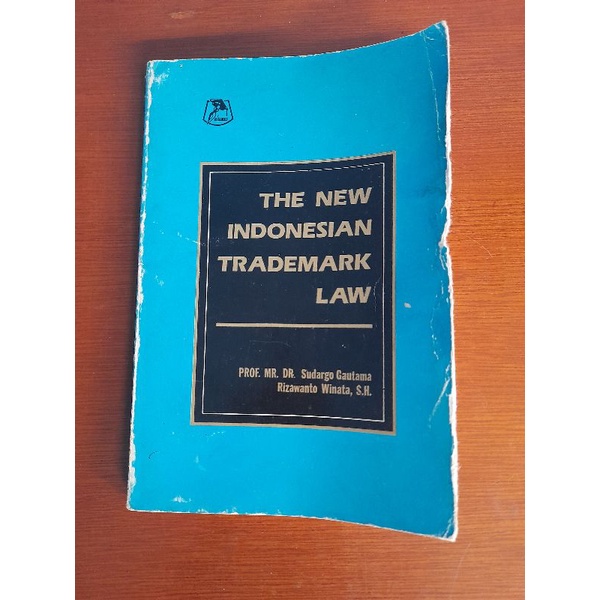 THE NEW
INDONESIAN
TRADEMARK
LAW
PROF. MR. DR. Sudargo Gautama
Rizawanto Winata, S.H.